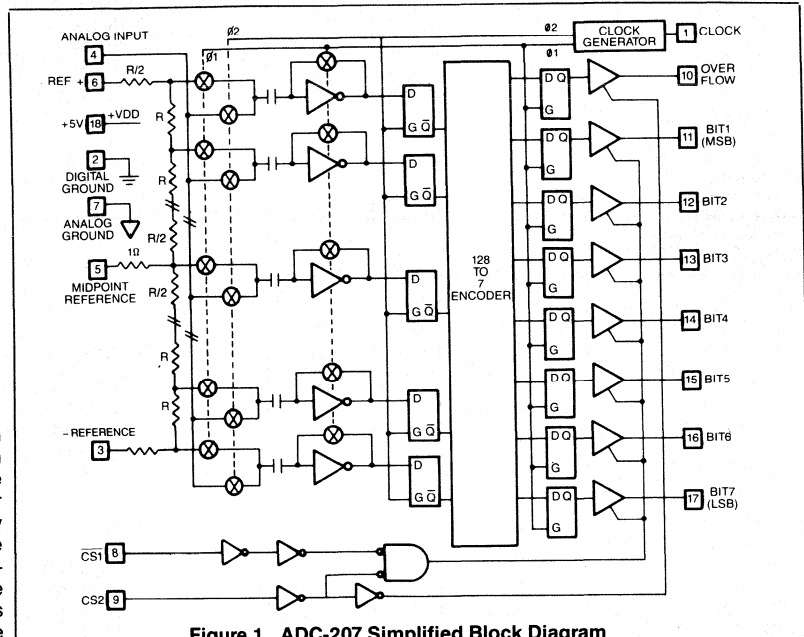 ANALOG INPUT
4
Ø2
Ø1
Ø2
CLOCK GENERATOR
1
CLOCK
Ø1
REF +
6
R/2
R
+5V
18
+VDD
2
DIGITAL GROUND
7
ANALOG GROUND
R
R/2
1Ω
5
MIDPOINT REFERENCE
R/2
R
R
- REFERENCE
3
D
G Q̅
D
G Q̅
D
G Q̅
D
G Q̅
D
G Q̅
128
TO
7
ENCODER
D Q
G
D Q
G
D Q
G
D Q
G
D Q
G
D Q
G
D Q
G
D Q
G
10
OVER FLOW
11
BIT1 (MSB)
12
BIT2
13
BIT3
14
BIT4
15
BIT5
16
BIT6
17
BIT7 (LSB)
C̅S̅1̅
8
CS2
9
Figure 1 ADC-207 Simplified Block Diagram